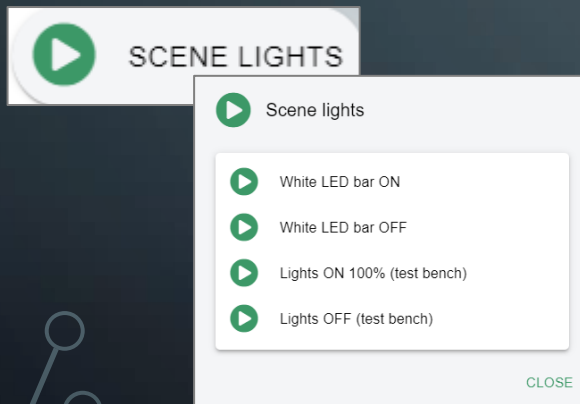 SCENE LIGHTS
Scene lights
White LED bar ON
White LED bar OFF
Lights ON 100% (test bench)
Lights OFF (test bench)
CLOSE